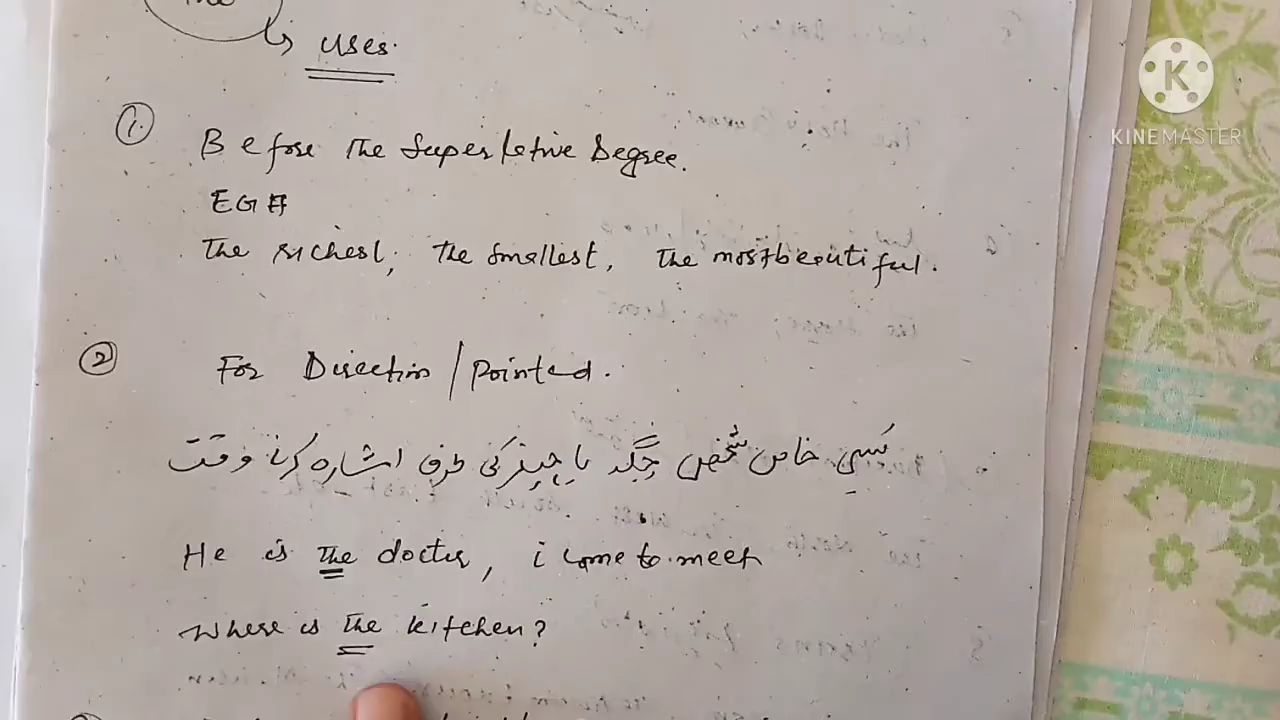 The
↳ Uses.
① Before the Superletive Degree.
EG #
The richest, the smallest, the most beautiful.
② For Direction / Pointed.
کسی خاص شخص جگہ یا چیز کی طرف اشارہ کرتے وقت
He is the doctor, i come to meet
Where is the kitchen?
KINEMASTER